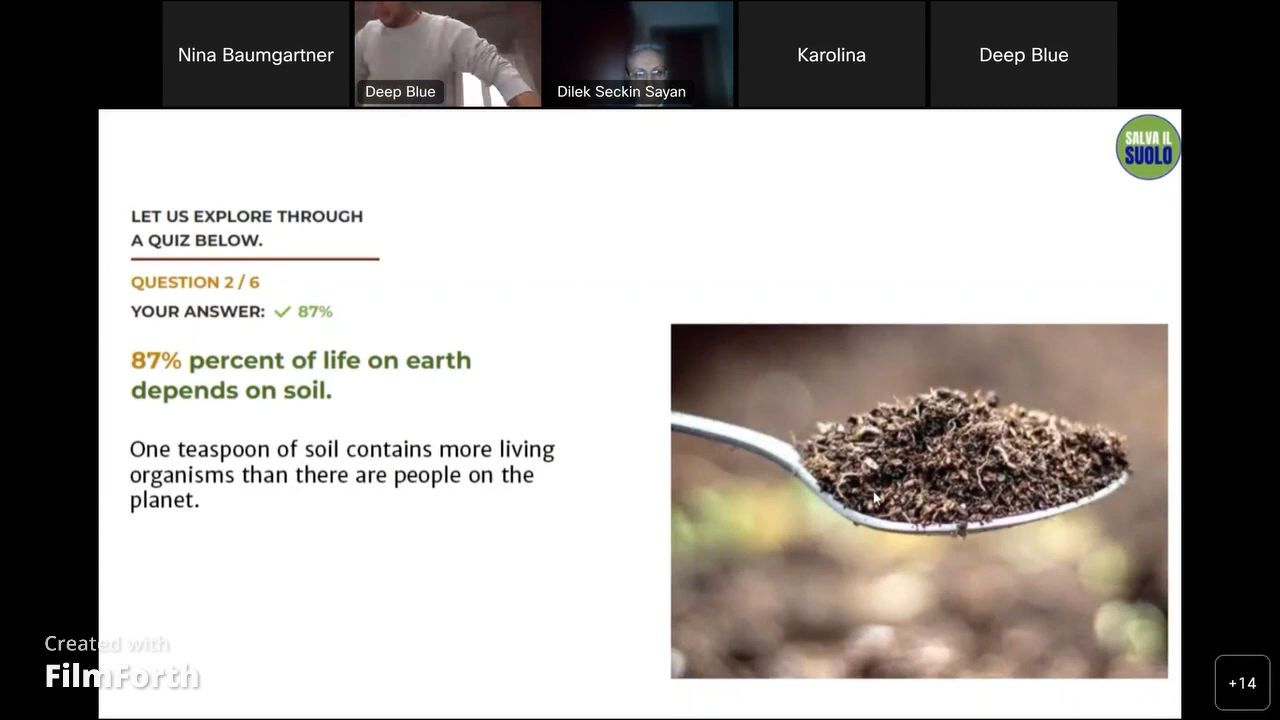 Nina Baumgartner
Deep Blue
Dilek Seckin Sayan
Karolina
Deep Blue
SALVA IL
SUOLO
LET US EXPLORE THROUGH
A QUIZ BELOW.
QUESTION 2 / 6
YOUR ANSWER: ✓ 87%
87% percent of life on earth
depends on soil.
One teaspoon of soil contains more living
organisms than there are people on the
planet.
Created with
FilmForth
+14